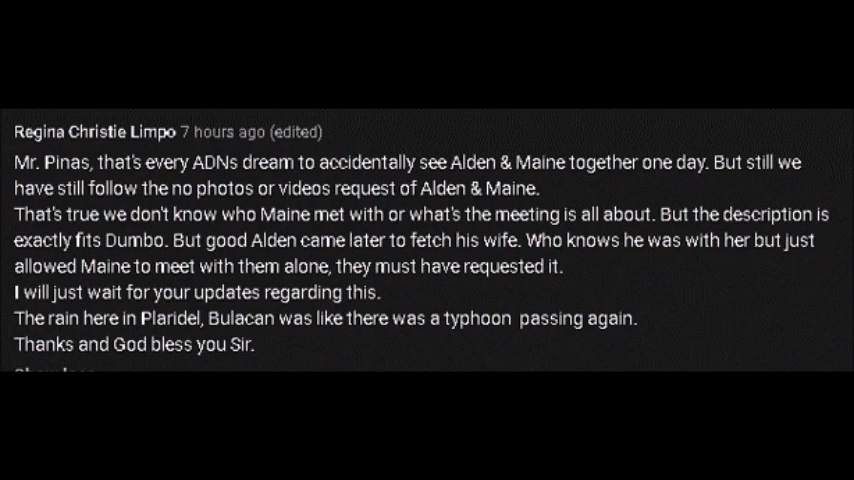 Regina Christie Limpo 7 hours ago (edited)
Mr. Pinas, that's every ADNs dream to accidentally see Alden & Maine together one day. But still we
have still follow the no photos or videos request of Alden & Maine.
That's true we don't know who Maine met with or what's the meeting is all about. But the description is
exactly fits Dumbo. But good Alden came later to fetch his wife. Who knows he was with her but just
allowed Maine to meet with them alone, they must have requested it.
I will just wait for your updates regarding this.
The rain here in Plaridel, Bulacan was like there was a typhoon passing again.
Thanks and God bless you Sir.